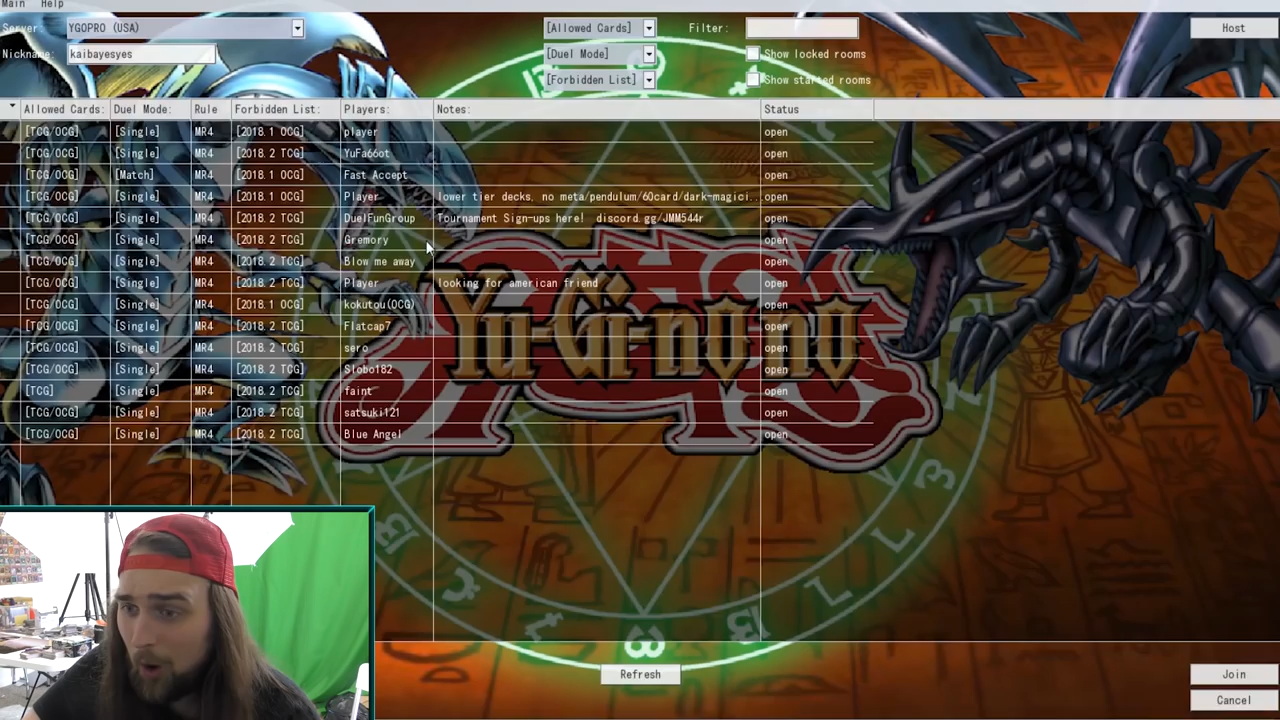 Main Help
Server: YGOPRO (USA) [Allowed Cards] Filter: Host
Nickname: kaibayesyes [Duel Mode] Show locked rooms
[Forbidden List] Show started rooms
Allowed Cards: Duel Mode: Rule Forbidden List: Players: Notes: Status
[TCG/OCG] [Single] MR4 [2018.1 OCG] player open
[TCG/OCG] [Single] MR4 [2018.2 TCG] YuFa66ot open
[TCG/OCG] [Match] MR4 [2018.1 OCG] Fast Accept open
[TCG/OCG] [Single] MR4 [2018.1 OCG] Player lower tier decks, no meta/pendulum/60card/dark-magici... open
[TCG/OCG] [Single] MR4 [2018.2 TCG] DuelFunGroup Tournament Sign-ups here! discord.gg/JMM544r open
[TCG/OCG] [Single] MR4 [2018.2 TCG] Gremory open
[TCG/OCG] [Single] MR4 [2018.2 TCG] Blow me away open
[TCG/OCG] [Single] MR4 [2018.2 TCG] Player looking for american friend open
[TCG/OCG] [Single] MR4 [2018.1 OCG] kokutou(OCG) open
[TCG/OCG] [Single] MR4 [2018.2 TCG] Flatcap7 open
[TCG/OCG] [Single] MR4 [2018.2 TCG] sero open
[TCG/OCG] [Single] MR4 [2018.2 TCG] Slobo182 open
[TCG] [Single] MR4 [2018.2 TCG] faint open
[TCG/OCG] [Single] MR4 [2018.2 TCG] satsuki121 open
[TCG/OCG] [Single] MR4 [2018.2 TCG] Blue Angel open
Yu-Gi-nono
Refresh
Join
Cancel